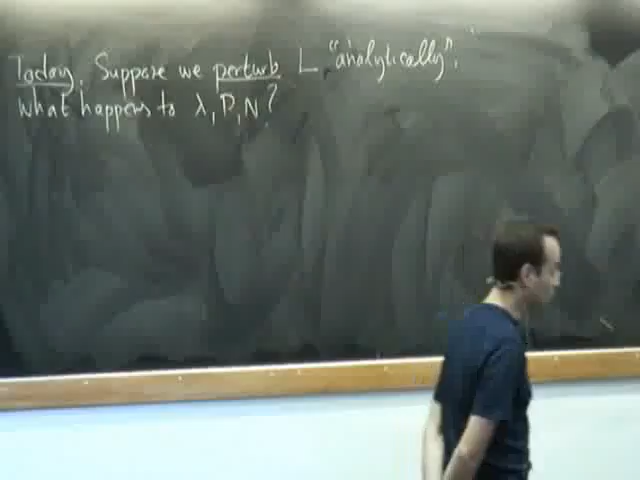 Today. Suppose we perturb L "analytically".
what happens to λ, P, N?